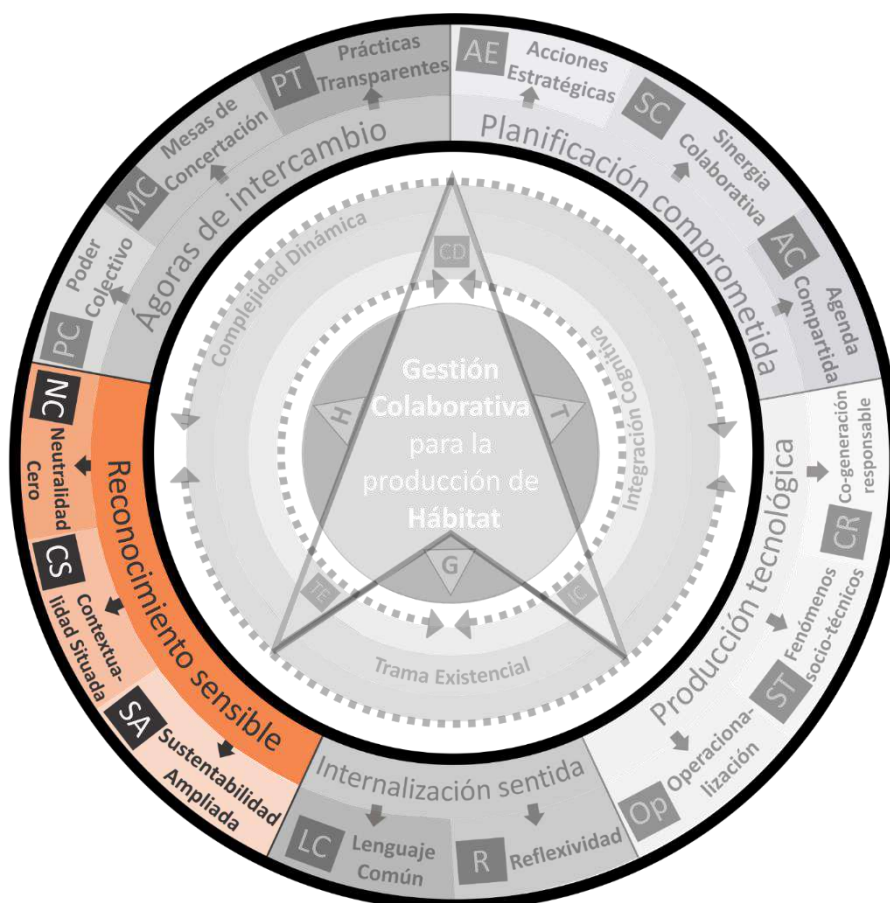 PT
Prácticas
Transparentes
MC
Mesas de
Concertación
PC
Poder
Colectivo
Ágoras de intercambio
AE
Acciones
Estratégicas
SC
Sinergia
Colaborativa
AC
Agenda
Compartida
Planificación comprometida
Co-generación
responsable
CR
Fenómenos
socio-técnicos
ST
Operaciona-
lización
Op
Producción tecnológica
Internalización sentida
LC
Lenguaje
Común
R
Reflexividad
NC
Neutralidad
Cero
CS
Contextua-
lidad Situada
SA
Sustentabilidad
Ampliada
Reconocimiento sensible
Complejidad Dinámica
CD
Integración Cognitiva
IC
Trama Existencial
TE
H
T
G
Gestión
Colaborativa
para la
producción de
Hábitat